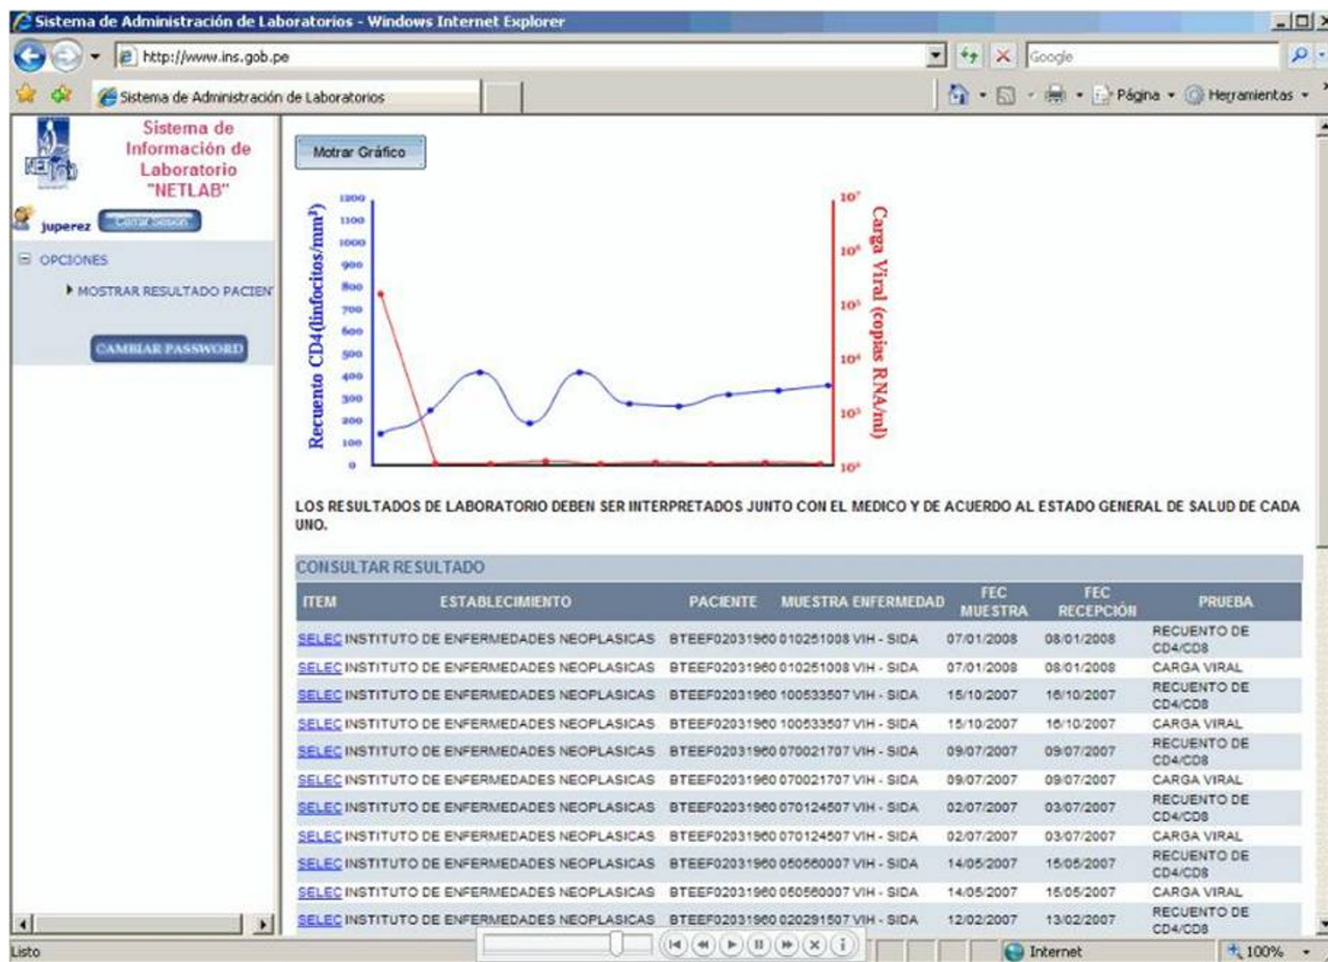 Sistema de Administración de Laboratorios - Windows Internet Explorer
http://www.ins.gob.pe
Google
Sistema de Administración de Laboratorios
Página
Herramientas
Sistema de
Información de
Laboratorio
"NETLAB"
NETLab
juperez
Cerrar Sesión
OPCIONES
MOSTRAR RESULTADO PACIEN
CAMBIAR PASSWORD
Motrar Gráfico
Recuento CD4(linfocitos/mm³)
1200
1100
1000
900
800
700
600
500
400
300
200
100
0
10⁷
10⁶
10⁵
10⁴
10³
Carga Viral (copias RNA/ml)
LOS RESULTADOS DE LABORATORIO DEBEN SER INTERPRETADOS JUNTO CON EL MEDICO Y DE ACUERDO AL ESTADO GENERAL DE SALUD DE CADA
UNO.
CONSULTAR RESULTADO
ITEM ESTABLECIMIENTO PACIENTE MUESTRA ENFERMEDAD FEC MUESTRA FEC RECEPCIÓN PRUEBA
SELEC INSTITUTO DE ENFERMEDADES NEOPLASICAS BTEEF02031960 010251008 VIH - SIDA 07/01/2008 08/01/2008 RECUENTO DE CD4/CD8
SELEC INSTITUTO DE ENFERMEDADES NEOPLASICAS BTEEF02031960 010251008 VIH - SIDA 07/01/2008 08/01/2008 CARGA VIRAL
SELEC INSTITUTO DE ENFERMEDADES NEOPLASICAS BTEEF02031960 100533507 VIH - SIDA 15/10/2007 16/10/2007 RECUENTO DE CD4/CD8
SELEC INSTITUTO DE ENFERMEDADES NEOPLASICAS BTEEF02031960 100533507 VIH - SIDA 15/10/2007 16/10/2007 CARGA VIRAL
SELEC INSTITUTO DE ENFERMEDADES NEOPLASICAS BTEEF02031960 070021707 VIH - SIDA 09/07/2007 09/07/2007 RECUENTO DE CD4/CD8
SELEC INSTITUTO DE ENFERMEDADES NEOPLASICAS BTEEF02031960 070021707 VIH - SIDA 09/07/2007 09/07/2007 CARGA VIRAL
SELEC INSTITUTO DE ENFERMEDADES NEOPLASICAS BTEEF02031960 070124507 VIH - SIDA 02/07/2007 03/07/2007 RECUENTO DE CD4/CD8
SELEC INSTITUTO DE ENFERMEDADES NEOPLASICAS BTEEF02031960 070124507 VIH - SIDA 02/07/2007 03/07/2007 CARGA VIRAL
SELEC INSTITUTO DE ENFERMEDADES NEOPLASICAS BTEEF02031960 050560007 VIH - SIDA 14/05/2007 15/05/2007 RECUENTO DE CD4/CD8
SELEC INSTITUTO DE ENFERMEDADES NEOPLASICAS BTEEF02031960 050560007 VIH - SIDA 14/05/2007 15/05/2007 CARGA VIRAL
SELEC INSTITUTO DE ENFERMEDADES NEOPLASICAS BTEEF02031960 020291507 VIH - SIDA 12/02/2007 13/02/2007 RECUENTO DE CD4/CD8
Listo
Internet
100%